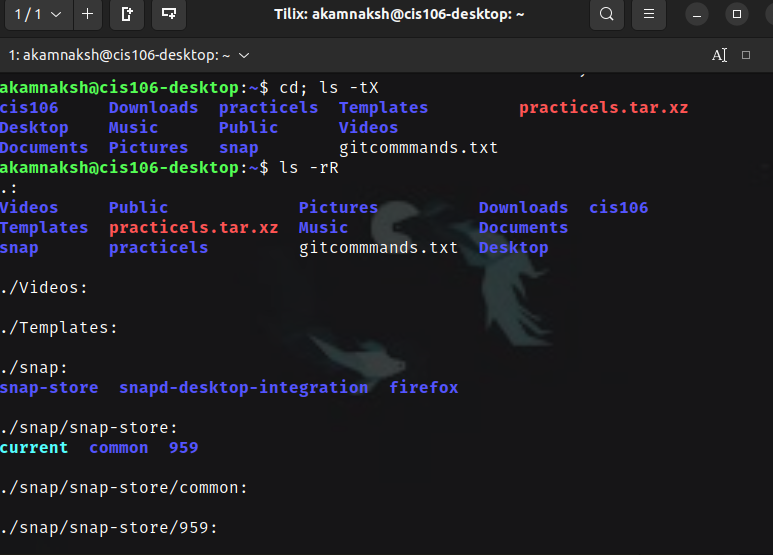 1 / 1
Tilix: akamnaksh@cis106-desktop: ~
1: akamnaksh@cis106-desktop: ~
akamnaksh@cis106-desktop:~$ cd; ls -tX
cis106     Downloads  practicels  Templates         practicels.tar.xz
Desktop    Music      Public      Videos
Documents  Pictures   snap        gitcommmands.txt
akamnaksh@cis106-desktop:~$ ls -rR
.:
Videos     Public             Pictures          Downloads  cis106
Templates  practicels.tar.xz  Music             Documents
snap       practicels         gitcommmands.txt  Desktop
./Videos:
./Templates:
./snap:
snap-store  snapd-desktop-integration  firefox
./snap/snap-store:
current  common  959
./snap/snap-store/common:
./snap/snap-store/959: